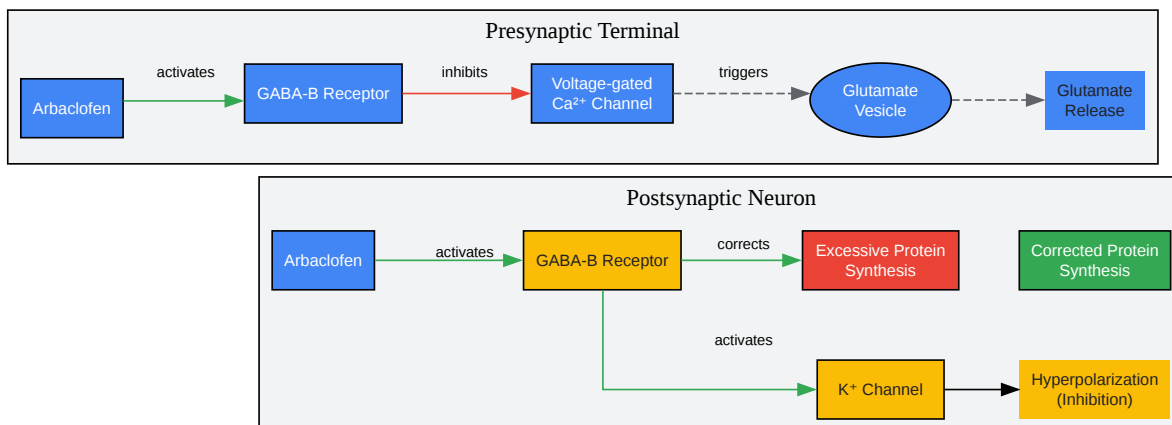 Presynaptic Terminal
activates
inhibits
triggers
Arbaclofen
GABA-B Receptor
Voltage-gated
Ca²⁺ Channel
Glutamate
Vesicle
Glutamate
Release
Postsynaptic Neuron
activates
corrects
Arbaclofen
GABA-B Receptor
Excessive Protein
Synthesis
Corrected Protein
Synthesis
activates
K⁺ Channel
Hyperpolarization
(Inhibition)